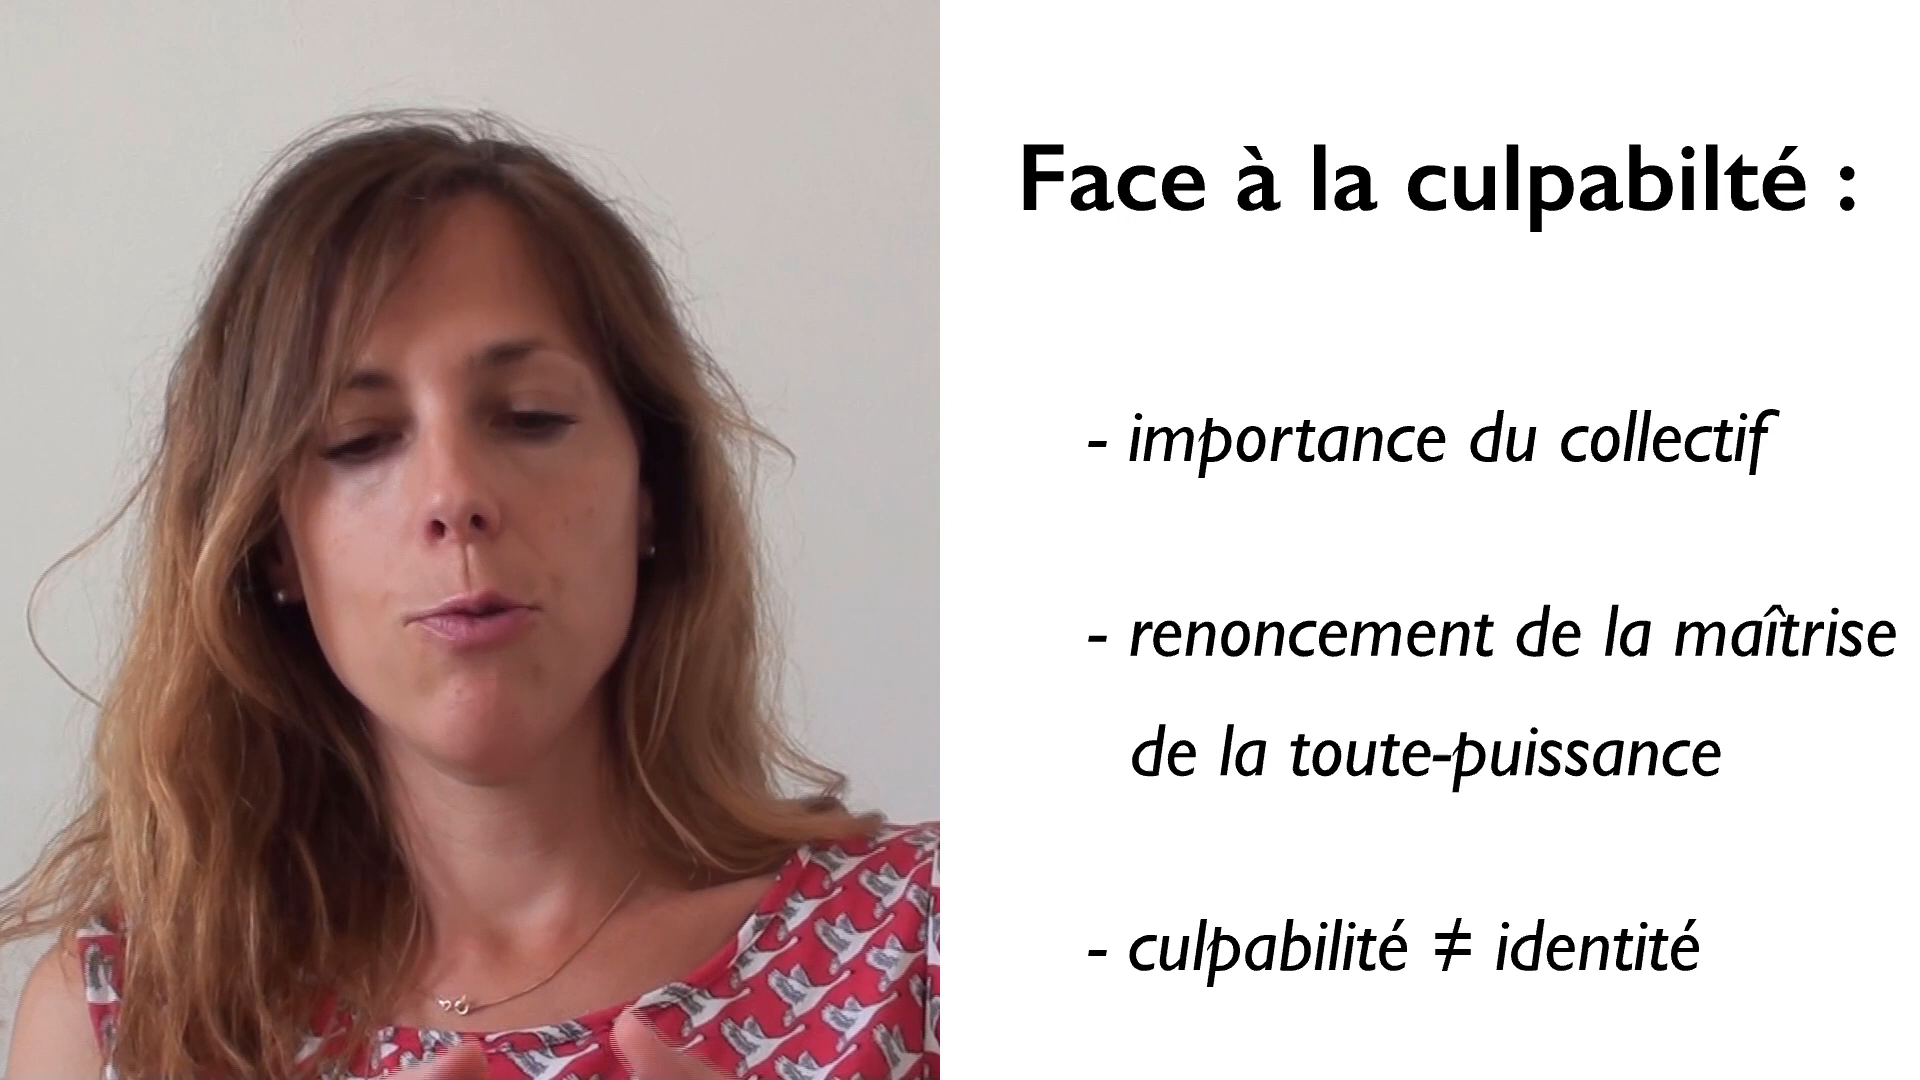 Face à la culpabilté :
- importance du collectif
- renoncement de la maîtrise
de la toute-puissance
- culpabilité ≠ identité